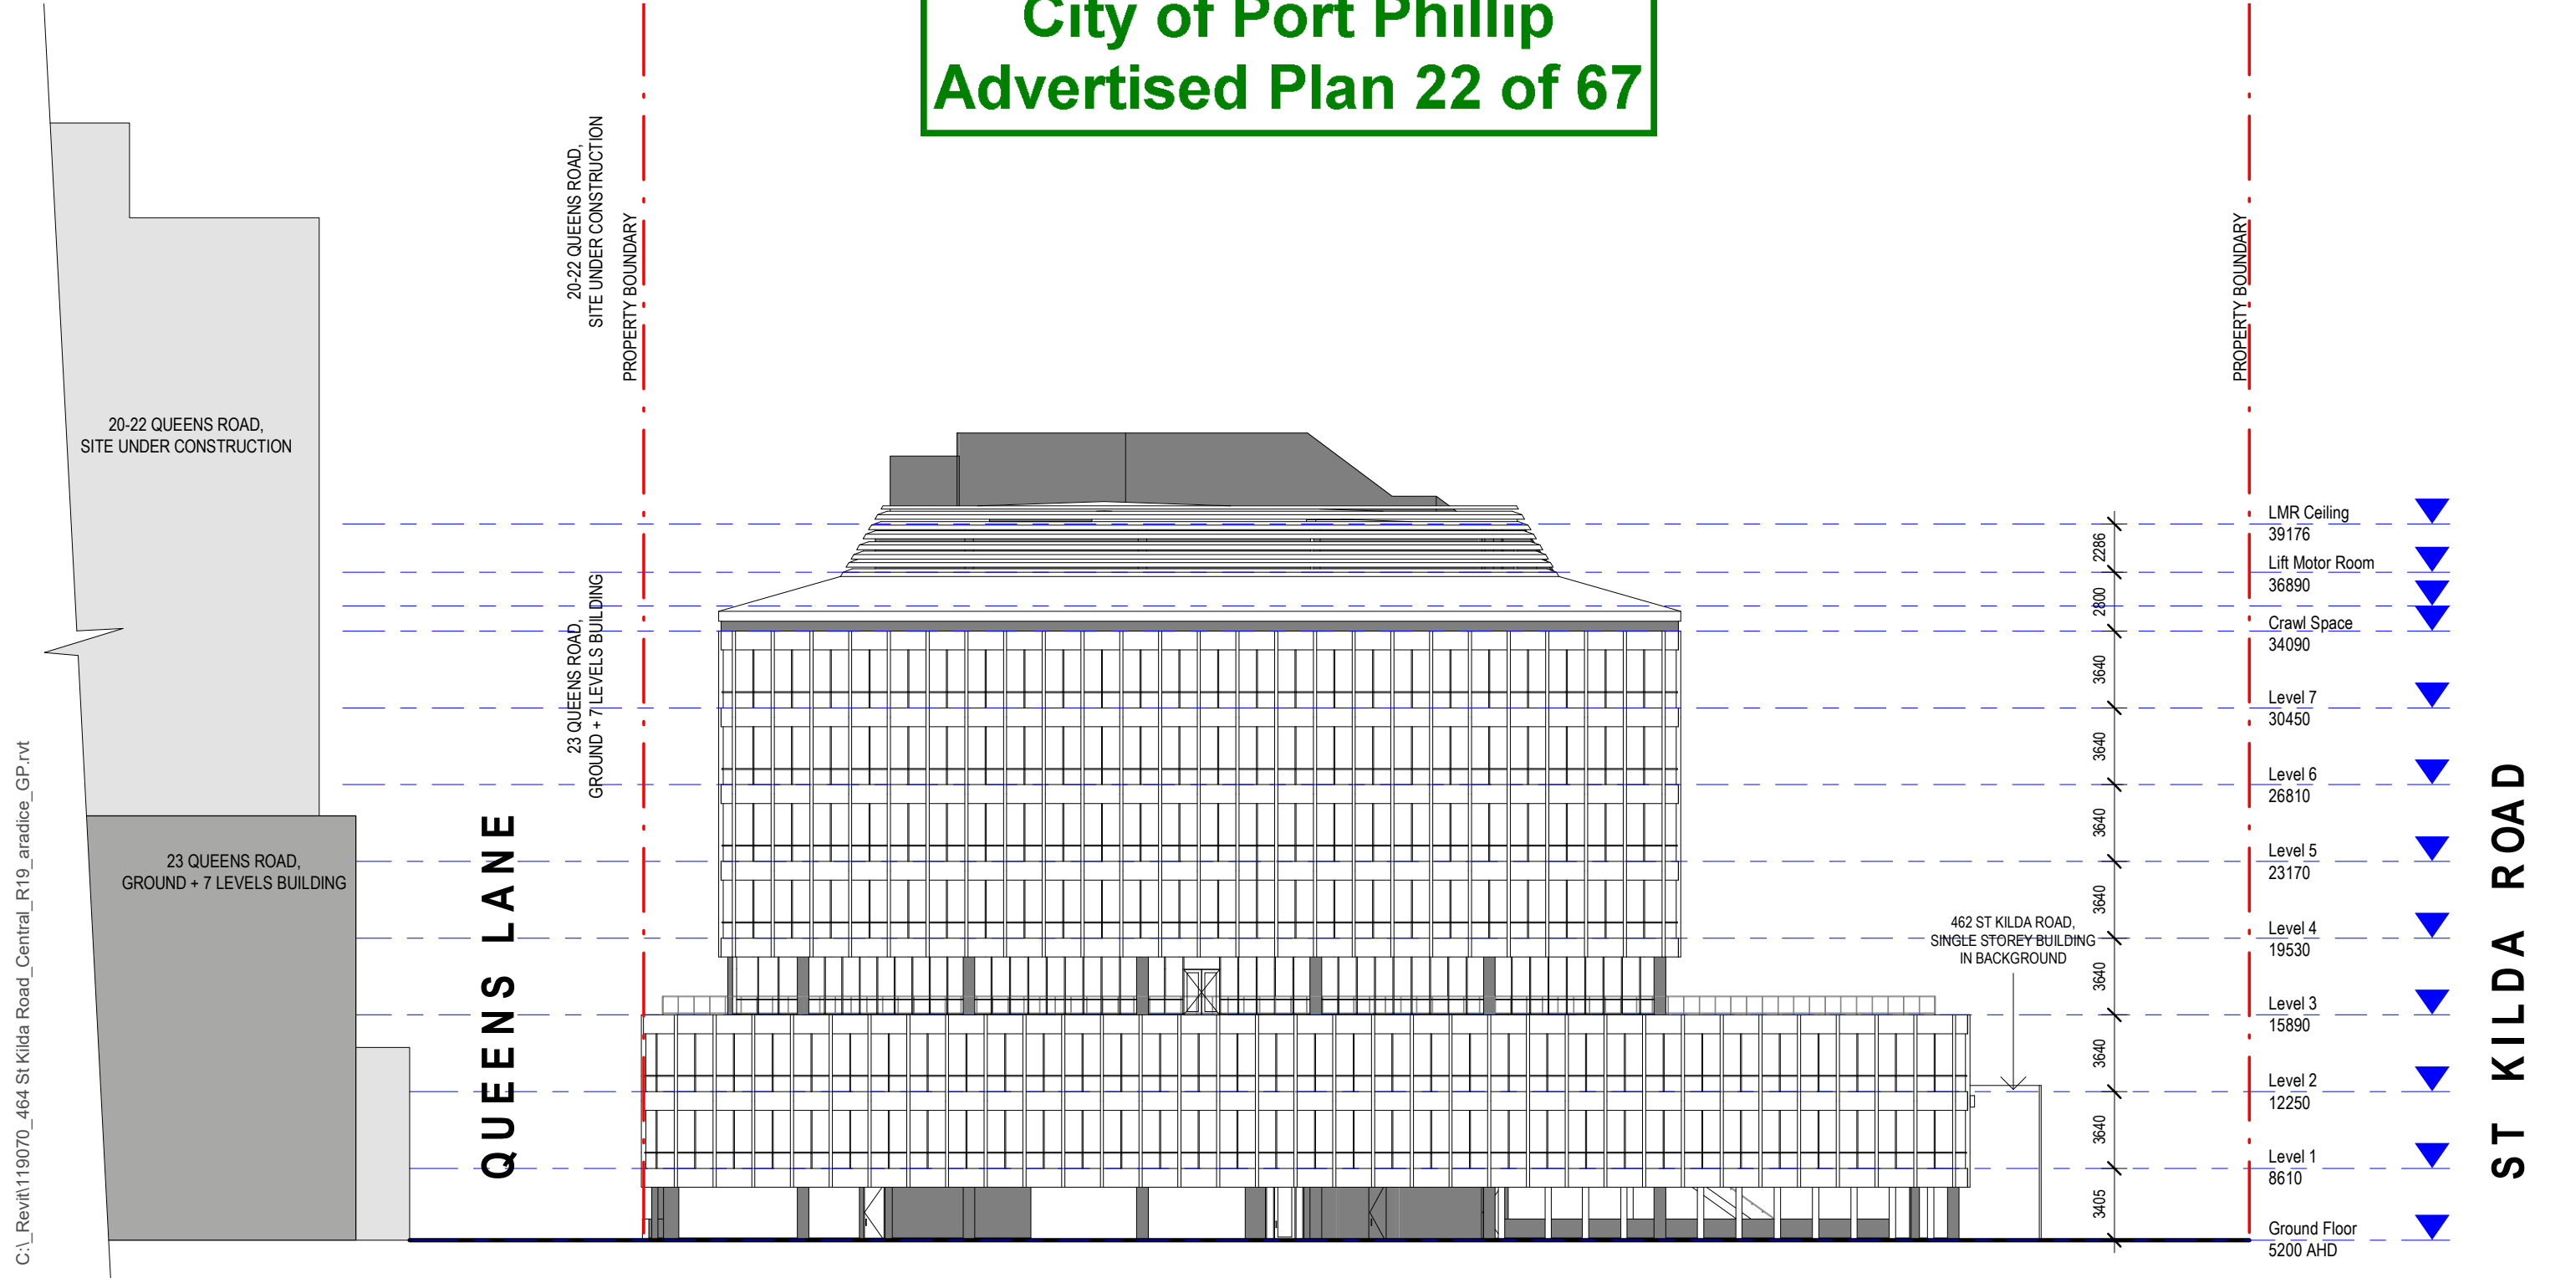 City of Port Phillip
Advertised Plan 22 of 67
20-22 QUEENS ROAD,
SITE UNDER CONSTRUCTION
PROPERTY BOUNDARY
PROPERTY BOUNDARY
20-22 QUEENS ROAD,
SITE UNDER CONSTRUCTION
23 QUEENS ROAD,
GROUND + 7 LEVELS BUILDING
23 QUEENS ROAD,
GROUND + 7 LEVELS BUILDING
QUEENS LANE
462 ST KILDA ROAD,
SINGLE STOREY BUILDING
IN BACKGROUND
2286
2800
3640
3640
3640
3640
3640
3640
3640
3405
LMR Ceiling
39176
Lift Motor Room
36890
Crawl Space
34090
Level 7
30450
Level 6
26810
Level 5
23170
Level 4
19530
Level 3
15890
Level 2
12250
Level 1
8610
Ground Floor
5200 AHD
ST KILDA ROAD
C:\_Revit\119070_464 St Kilda Road_Central_R19_aradice_GP.rvt